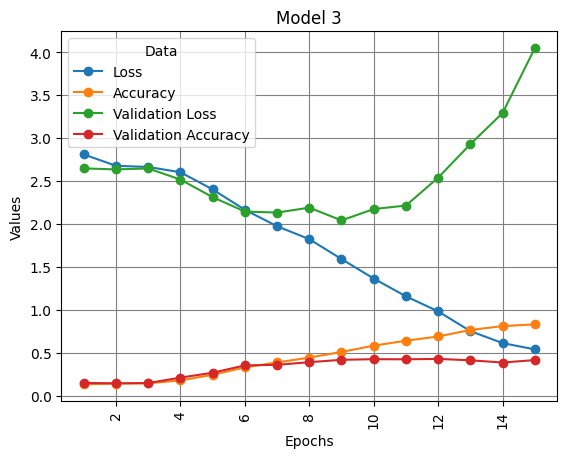 Model 3
Data
Loss
Accuracy
Validation Loss
Validation Accuracy
4.0
3.5
3.0
2.5
2.0
1.5
1.0
0.5
0.0
Values
2
4
6
8
10
12
14
Epochs